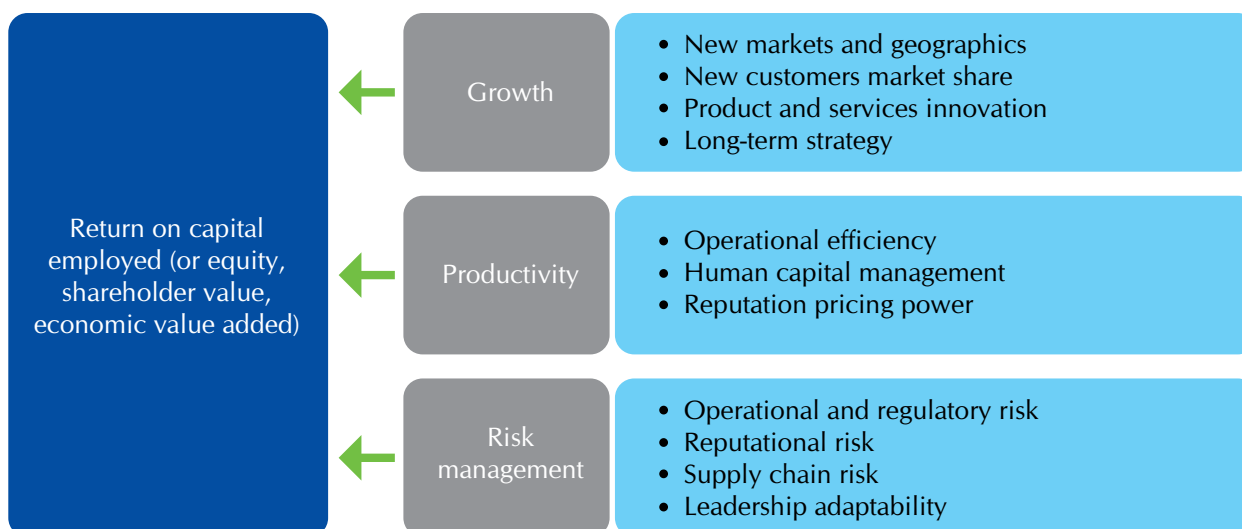 Return on capital
employed (or equity,
shareholder value,
economic value added)
Growth
• New markets and geographics
• New customers market share
• Product and services innovation
• Long-term strategy
Productivity
• Operational efficiency
• Human capital management
• Reputation pricing power
Risk
management
• Operational and regulatory risk
• Reputational risk
• Supply chain risk
• Leadership adaptability